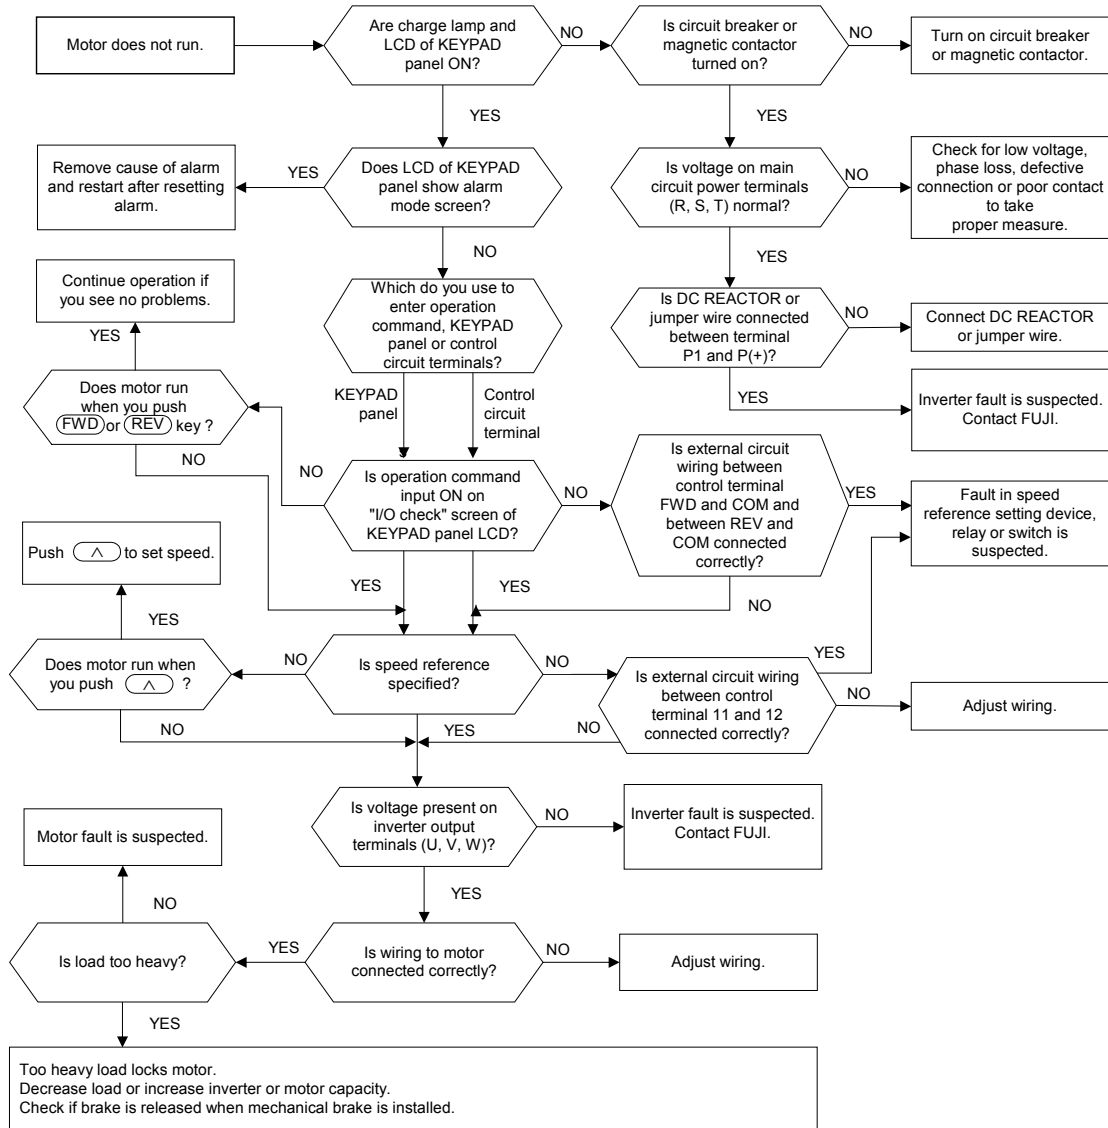 Motor does not run.
Are charge lamp and
LCD of KEYPAD
panel ON?
NO
Is circuit breaker or
magnetic contactor
turned on?
NO
Turn on circuit breaker
or magnetic contactor.
YES
YES
Remove cause of alarm
and restart after resetting
alarm.
YES
Does LCD of KEYPAD
panel show alarm
mode screen?
Is voltage on main
circuit power terminals
(R, S, T) normal?
NO
Check for low voltage,
phase loss, defective
connection or poor contact
to take
proper measure.
NO
YES
Continue operation if
you see no problems.
Which do you use to
enter operation
command, KEYPAD
panel or control
circuit terminals?
Is DC REACTOR or
jumper wire connected
between terminal
P1 and P(+)?
NO
Connect DC REACTOR
or jumper wire.
YES
Does motor run
when you push
FWD or REV key ?
KEYPAD
panel
Control
circuit
terminal
YES
Inverter fault is suspected.
Contact FUJI.
NO
NO
Is operation command
input ON on
"I/O check" screen of
KEYPAD panel LCD?
NO
Is external circuit
wiring between
control terminal
FWD and COM and
between REV and
COM connected
correctly?
YES
Fault in speed
reference setting device,
relay or switch is
suspected.
Push ∧ to set speed.
YES
YES
NO
YES
Does motor run when
you push ∧ ?
NO
Is speed reference
specified?
NO
Is external circuit wiring
between control
terminal 11 and 12
connected correctly?
YES
NO
Adjust wiring.
NO
YES
NO
Is voltage present on
inverter output
terminals (U, V, W)?
NO
Inverter fault is suspected.
Contact FUJI.
Motor fault is suspected.
YES
NO
Is load too heavy?
YES
Is wiring to motor
connected correctly?
NO
Adjust wiring.
YES
Too heavy load locks motor.
Decrease load or increase inverter or motor capacity.
Check if brake is released when mechanical brake is installed.